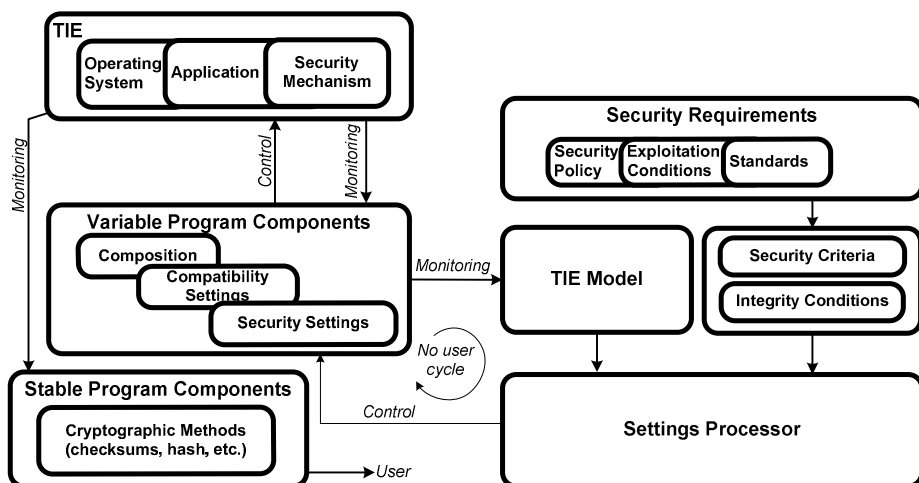 TIE
Operating System
Application
Security Mechanism
Monitoring
Control
Monitoring
Security Requirements
Security Policy
Exploitation Conditions
Standards
Variable Program Components
Composition
Compatibility Settings
Security Settings
Monitoring
TIE Model
Security Criteria
Integrity Conditions
No user cycle
Stable Program Components
Cryptographic Methods
(checksums, hash, etc.)
Control
User
Settings Processor